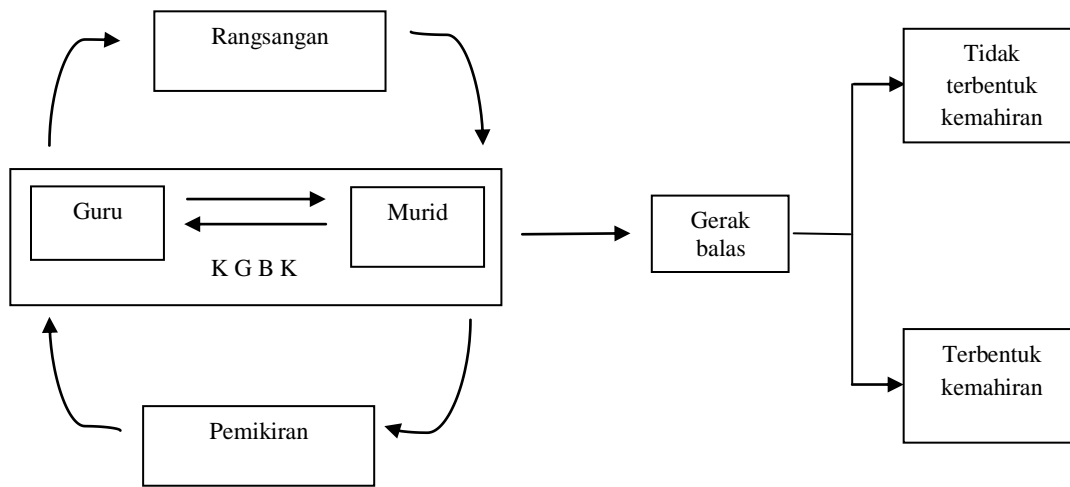 Rangsangan
Guru
Murid
K G B K
Pemikiran
Gerak
balas
Tidak
terbentuk
kemahiran
Terbentuk
kemahiran